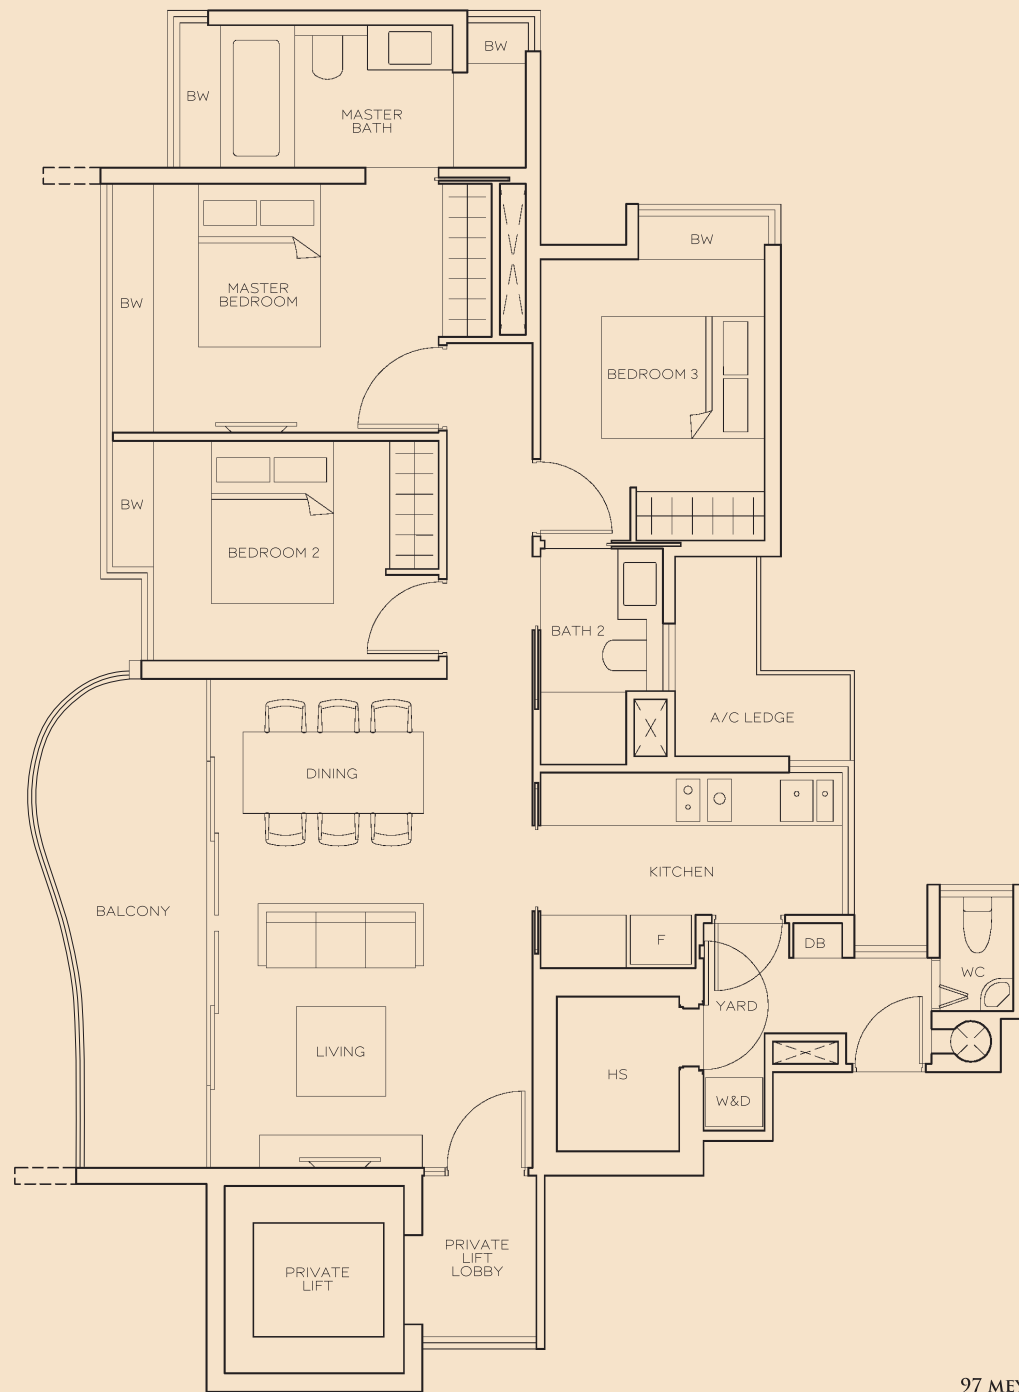 BW
BW
MASTER
BATH
BW
MASTER
BEDROOM
BW
BEDROOM 3
BW
BEDROOM 2
BATH 2
A/C LEDGE
DINING
KITCHEN
BALCONY
F
DB
WC
YARD
LIVING
HS
W&D
PRIVATE
LIFT
LOBBY
PRIVATE
LIFT
97 MEY